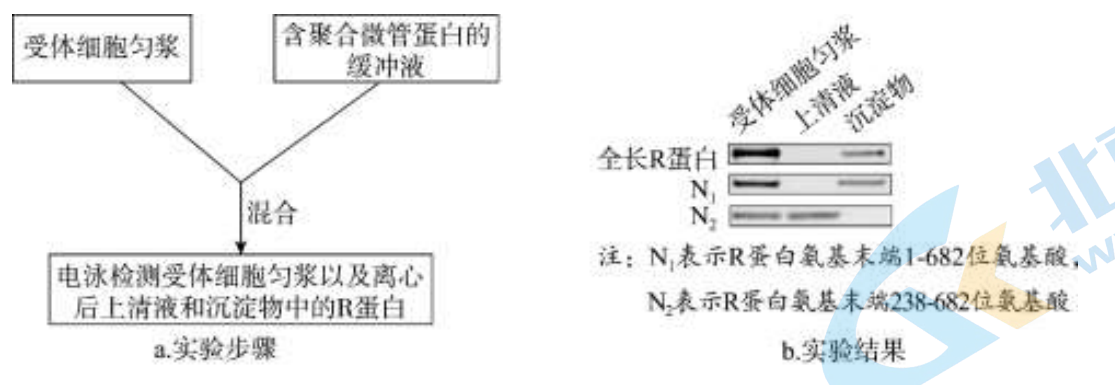 受体细胞匀浆
含聚合微管蛋白的
缓冲液
混合
电泳检测受体细胞匀浆以及离心
后上清液和沉淀物中的R蛋白
a.实验步骤
受体细胞匀浆
上清液
沉淀物
全长R蛋白
N₁
N₂
注：N₁表示R蛋白氨基末端1-682位氨基酸，
N₂表示R蛋白氨基末端238-682位氨基酸
b.实验结果
北